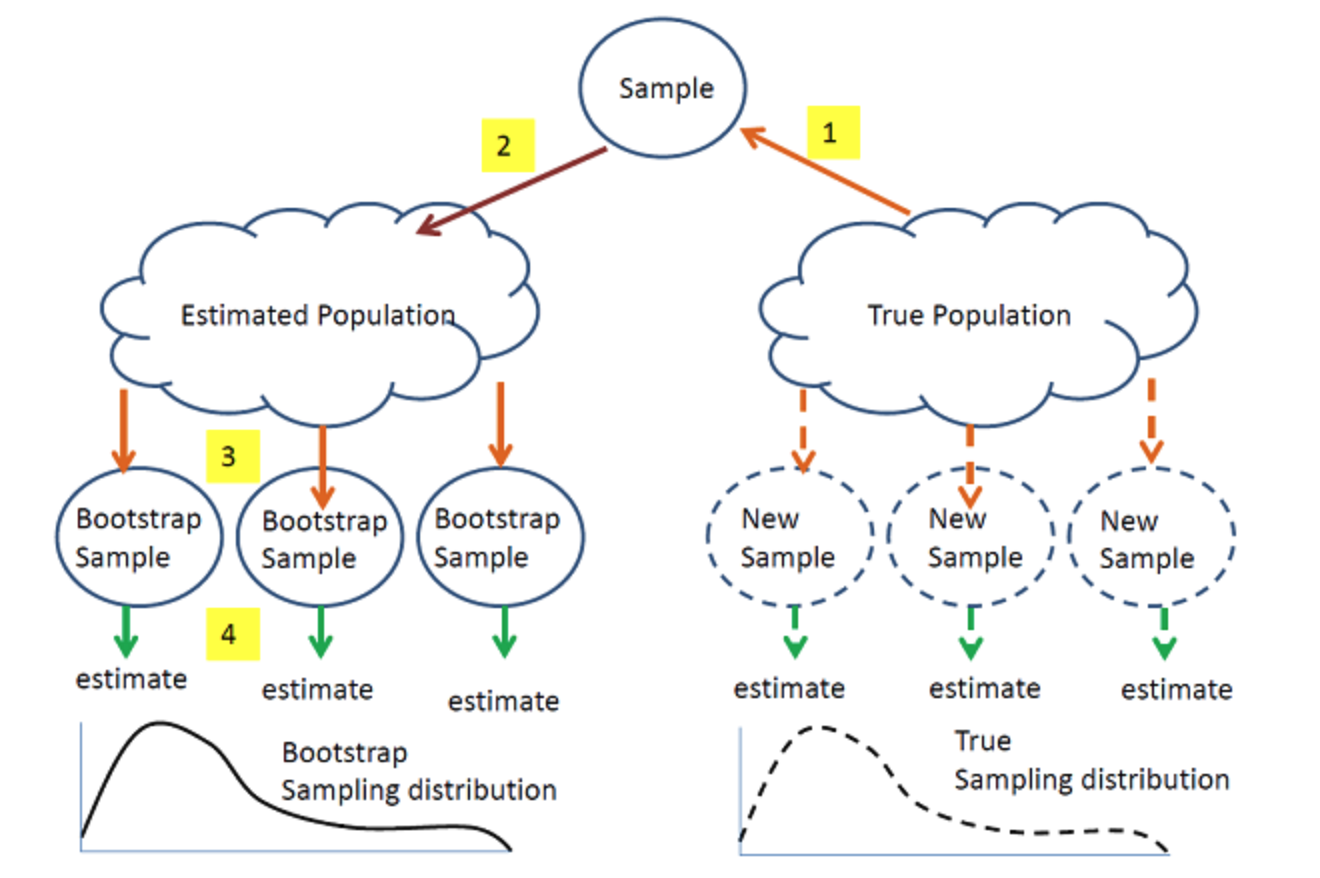 Sample
1
2
Estimated Population
True Population
3
Bootstrap
Sample
Bootstrap
Sample
Bootstrap
Sample
New
Sample
New
Sample
New
Sample
4
estimate
estimate
estimate
estimate
estimate
estimate
Bootstrap
Sampling distribution
True
Sampling distribution